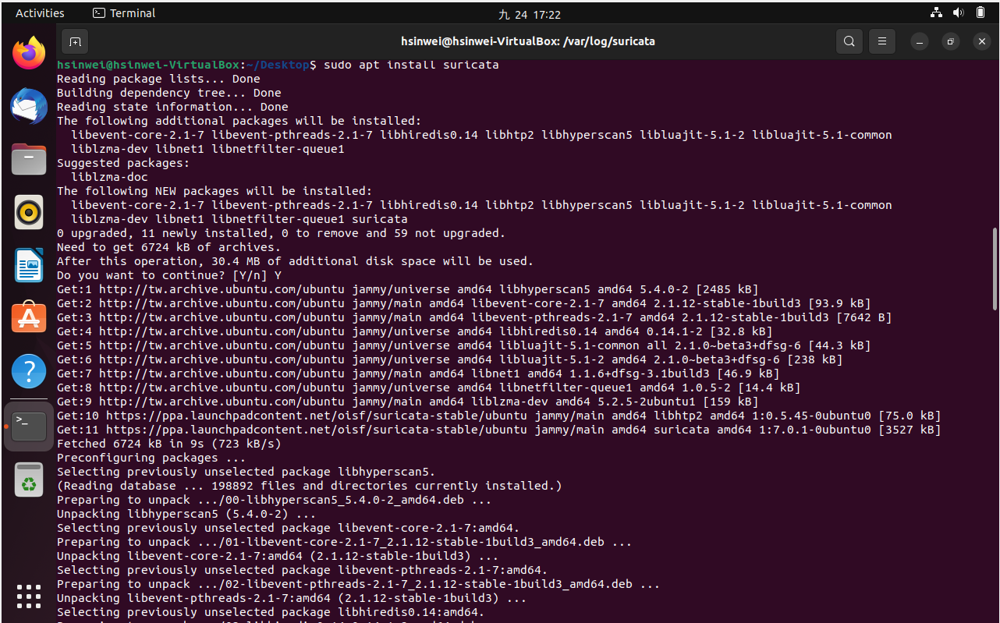 Activities
Terminal
九 24 17:22
hsinwei@hsinwei-VirtualBox: /var/log/suricata
hsinwei@hsinwei-VirtualBox:~/Desktop$ sudo apt install suricata
Reading package lists... Done
Building dependency tree... Done
Reading state information... Done
The following additional packages will be installed:
  libevent-core-2.1-7 libevent-pthreads-2.1-7 libhiredis0.14 libhtp2 libhyperscan5 libluajit-5.1-2 libluajit-5.1-common
  liblzma-dev libnet1 libnetfilter-queue1
Suggested packages:
  liblzma-doc
The following NEW packages will be installed:
  libevent-core-2.1-7 libevent-pthreads-2.1-7 libhiredis0.14 libhtp2 libhyperscan5 libluajit-5.1-2 libluajit-5.1-common
  liblzma-dev libnet1 libnetfilter-queue1 suricata
0 upgraded, 11 newly installed, 0 to remove and 59 not upgraded.
Need to get 6724 kB of archives.
After this operation, 30.4 MB of additional disk space will be used.
Do you want to continue? [Y/n] Y
Get:1 http://tw.archive.ubuntu.com/ubuntu jammy/universe amd64 libhyperscan5 amd64 5.4.0-2 [2485 kB]
Get:2 http://tw.archive.ubuntu.com/ubuntu jammy/main amd64 libevent-core-2.1-7 amd64 2.1.12-stable-1build3 [93.9 kB]
Get:3 http://tw.archive.ubuntu.com/ubuntu jammy/main amd64 libevent-pthreads-2.1-7 amd64 2.1.12-stable-1build3 [7642 B]
Get:4 http://tw.archive.ubuntu.com/ubuntu jammy/universe amd64 libhiredis0.14 amd64 0.14.1-2 [32.8 kB]
Get:5 http://tw.archive.ubuntu.com/ubuntu jammy/universe amd64 libluajit-5.1-common all 2.1.0~beta3+dfsg-6 [44.3 kB]
Get:6 http://tw.archive.ubuntu.com/ubuntu jammy/universe amd64 libluajit-5.1-2 amd64 2.1.0~beta3+dfsg-6 [238 kB]
Get:7 http://tw.archive.ubuntu.com/ubuntu jammy/main amd64 libnet1 amd64 1.1.6+dfsg-3.1build3 [46.9 kB]
Get:8 http://tw.archive.ubuntu.com/ubuntu jammy/universe amd64 libnetfilter-queue1 amd64 1.0.5-2 [14.4 kB]
Get:9 http://tw.archive.ubuntu.com/ubuntu jammy/main amd64 liblzma-dev amd64 5.2.5-2ubuntu1 [159 kB]
Get:10 https://ppa.launchpadcontent.net/oisf/suricata-stable/ubuntu jammy/main amd64 libhtp2 amd64 1:0.5.45-0ubuntu0 [75.0 kB]
Get:11 https://ppa.launchpadcontent.net/oisf/suricata-stable/ubuntu jammy/main amd64 suricata amd64 1:7.0.1-0ubuntu0 [3527 kB]
Fetched 6724 kB in 9s (723 kB/s)
Preconfiguring packages ...
Selecting previously unselected package libhyperscan5.
(Reading database ... 198892 files and directories currently installed.)
Preparing to unpack .../00-libhyperscan5_5.4.0-2_amd64.deb ...
Unpacking libhyperscan5 (5.4.0-2) ...
Selecting previously unselected package libevent-core-2.1-7:amd64.
Preparing to unpack .../01-libevent-core-2.1-7_2.1.12-stable-1build3_amd64.deb ...
Unpacking libevent-core-2.1-7:amd64 (2.1.12-stable-1build3) ...
Selecting previously unselected package libevent-pthreads-2.1-7:amd64.
Preparing to unpack .../02-libevent-pthreads-2.1-7_2.1.12-stable-1build3_amd64.deb ...
Unpacking libevent-pthreads-2.1-7:amd64 (2.1.12-stable-1build3) ...
Selecting previously unselected package libhiredis0.14:amd64.